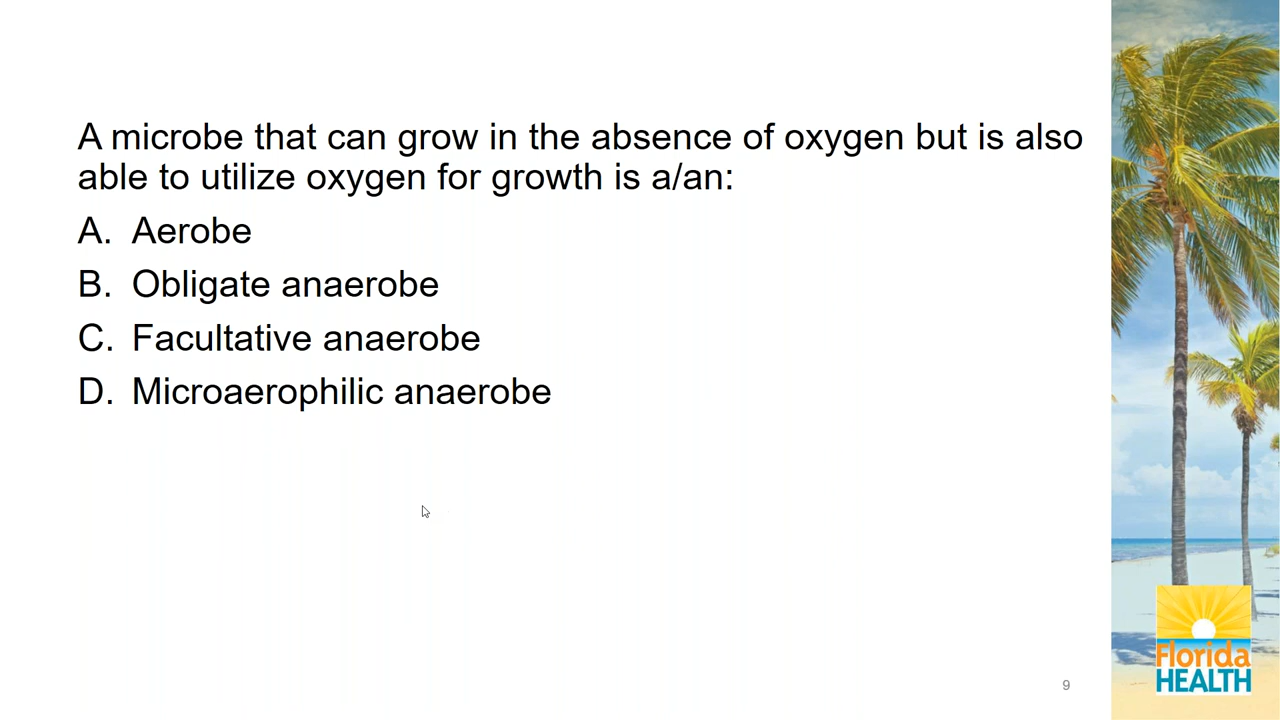 A microbe that can grow in the absence of oxygen but is also
able to utilize oxygen for growth is a/an:
A. Aerobe
B. Obligate anaerobe
C. Facultative anaerobe
D. Microaerophilic anaerobe
Florida
HEALTH
9